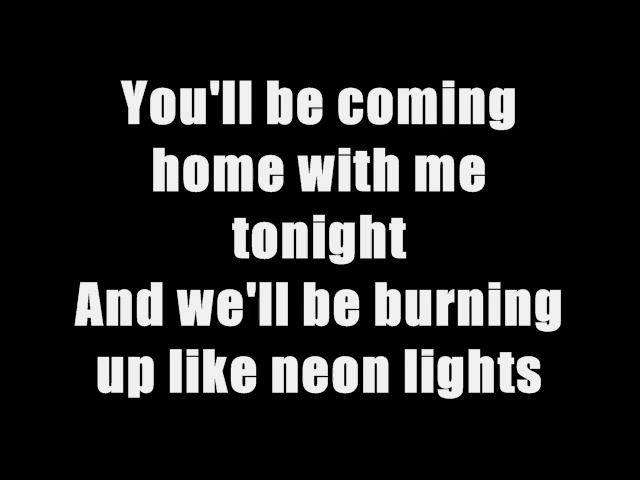 You'll be coming
home with me
tonight
And we'll be burning
up like neon lights